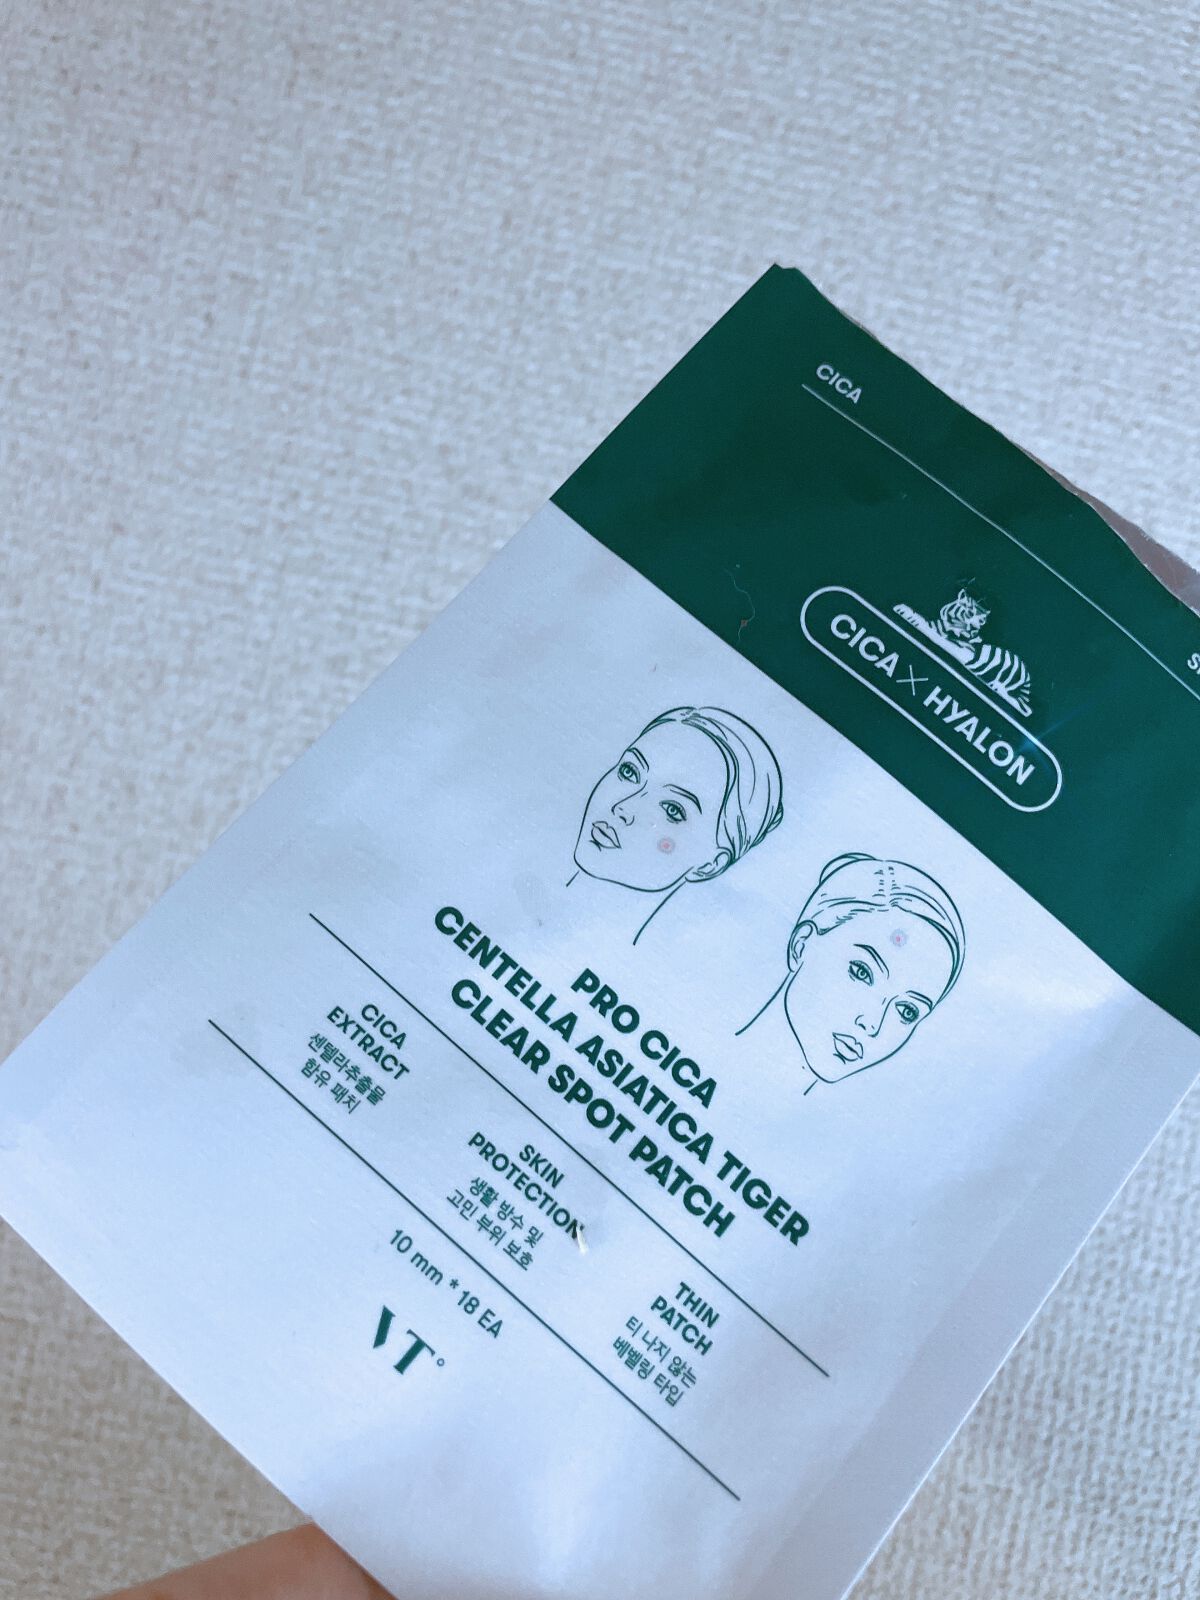 CICA
CICA × HYALON
PRO CICA
CENTELLA ASIATICA TIGER
CLEAR SPOT PATCH
CICA
EXTRACT
센텔라추출물
함유 패치
SKIN
PROTECTION
생활 방수 및
고민 부위 보호
THIN
PATCH
티 나지 않는
베벨링 타입
10 mm * 18 EA
VT